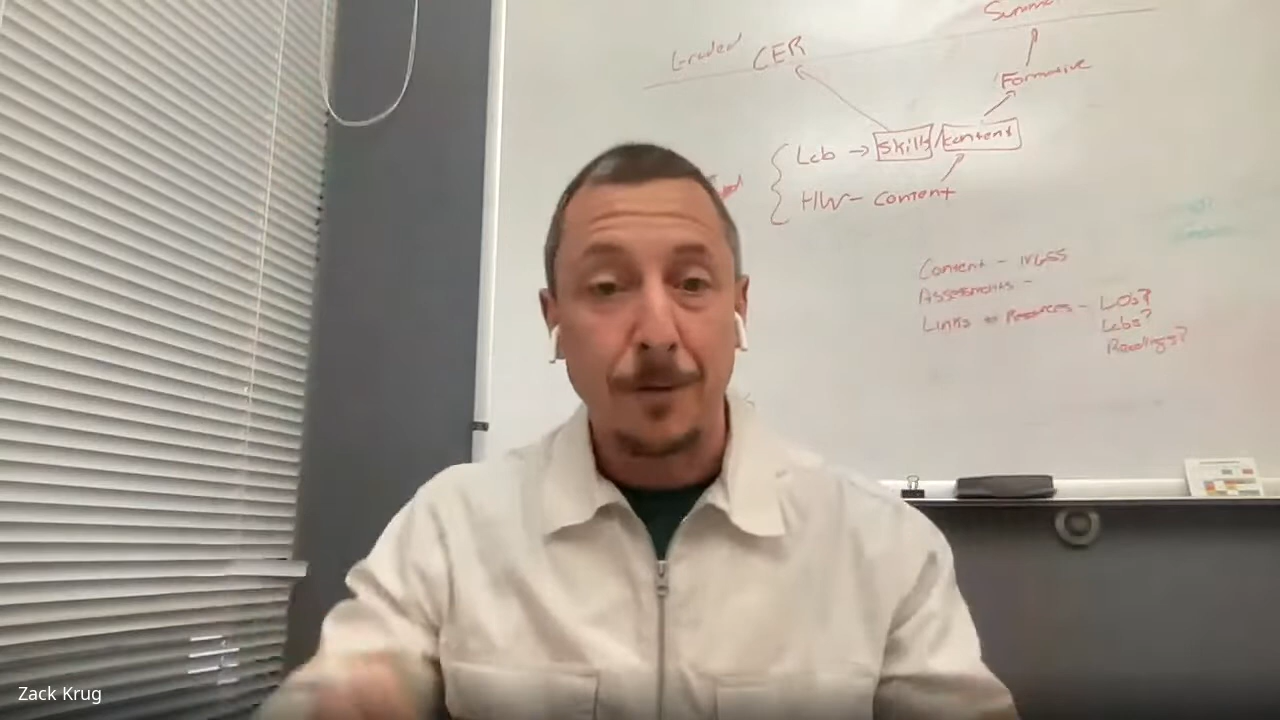 Graded CER
Formative
Lab → Skills/Content
HW - Content
Content - NGSS
Assessments -
Links to Resources - LOs?
Labs?
Readings?
Zack Krug